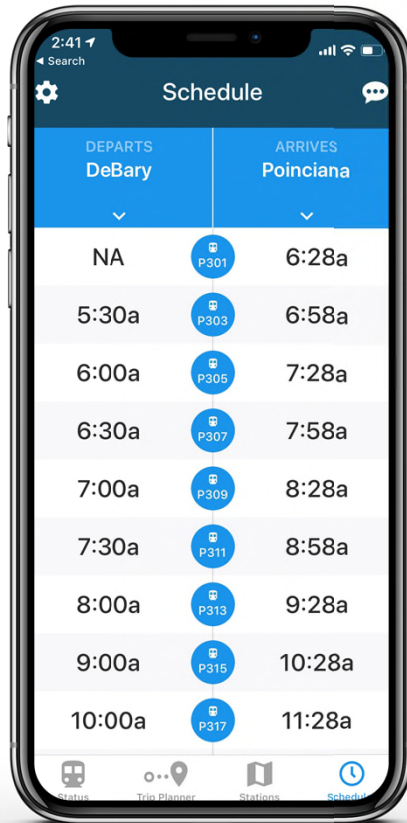 2:41
Search
Schedule
DEPARTS ARRIVES
DeBary Poinciana
NA P301 6:28a
5:30a P303 6:58a
6:00a P305 7:28a
6:30a P307 7:58a
7:00a P309 8:28a
7:30a P311 8:58a
8:00a P313 9:28a
9:00a P315 10:28a
10:00a P317 11:28a
Status Trip Planner Stations Schedul